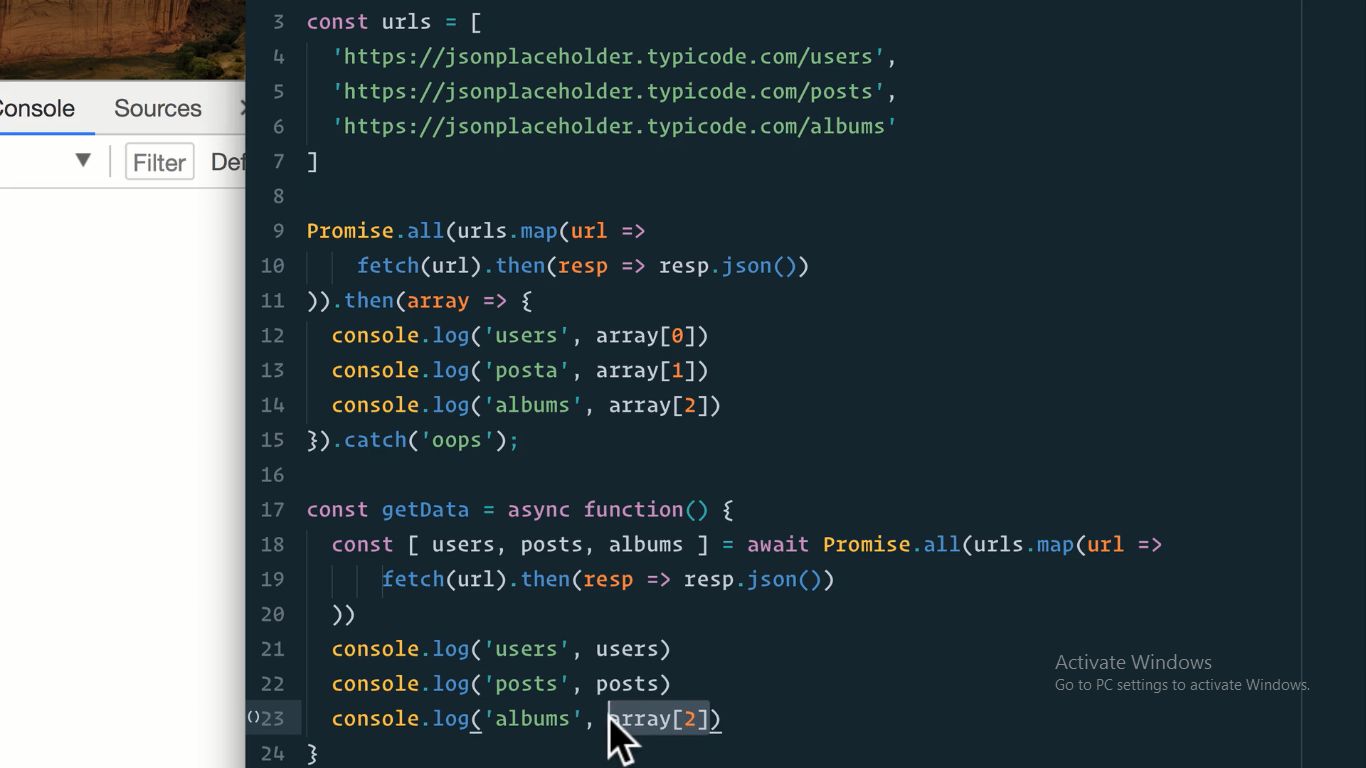 onsole Sources
Filter Def
3 const urls = [
4 'https://jsonplaceholder.typicode.com/users',
5 'https://jsonplaceholder.typicode.com/posts',
6 'https://jsonplaceholder.typicode.com/albums'
7 ]
8
9 Promise.all(urls.map(url =>
10 fetch(url).then(resp => resp.json())
11 )).then(array => {
12 console.log('users', array[0])
13 console.log('posta', array[1])
14 console.log('albums', array[2])
15 }).catch('oops');
16
17 const getData = async function() {
18 const [ users, posts, albums ] = await Promise.all(urls.map(url =>
19 fetch(url).then(resp => resp.json())
20 ))
21 console.log('users', users)
22 console.log('posts', posts)
23 console.log('albums', array[2])
24 }
Activate Windows
Go to PC settings to activate Windows.